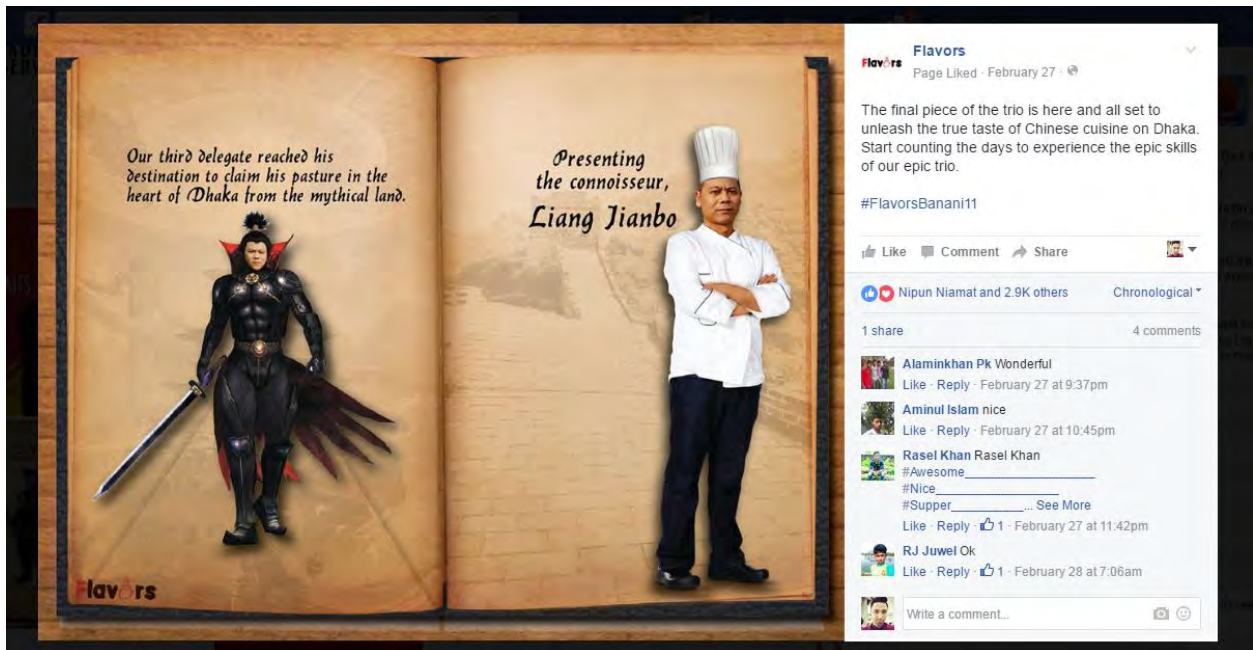 Our third delegate reached his
destination to claim his pasture in the
heart of Dhaka from the mythical land.
Presenting
the connoisseur,
Liang Jianbo
Flavors
Flavors
Flavors
Page Liked · February 27 ·
The final piece of the trio is here and all set to
unleash the true taste of Chinese cuisine on Dhaka.
Start counting the days to experience the epic skills
of our epic trio.
#FlavorsBanani11
Like Comment Share
Nipun Niamat and 2.9K others Chronological
1 share 4 comments
Alaminkhan Pk Wonderful
Like · Reply · February 27 at 9:37pm
Aminul Islam nice
Like · Reply · February 27 at 10:45pm
Rasel Khan Rasel Khan
#Awesome____________________
#Nice___________________
#Supper___________... See More
Like · Reply · 1 · February 27 at 11:42pm
RJ Juwel Ok
Like · Reply · 1 · February 28 at 7:06am
Write a comment...